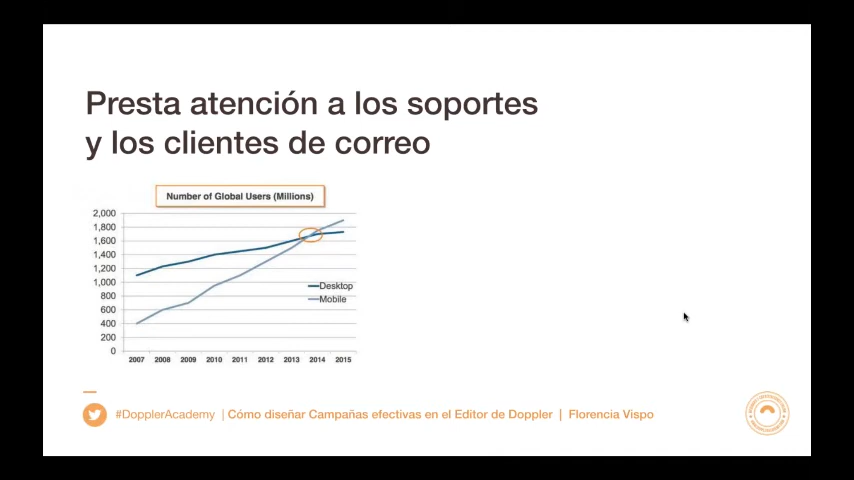 Presta atención a los soportes
y los clientes de correo
Number of Global Users (Millions)
2,000
1,800
1,600
1,400
1,200
1,000
800
600
400
200
0
Desktop
Mobile
2007 2008 2009 2010 2011 2012 2013 2014 2015
#DopplerAcademy | Cómo diseñar Campañas efectivas en el Editor de Doppler | Florencia Vispo